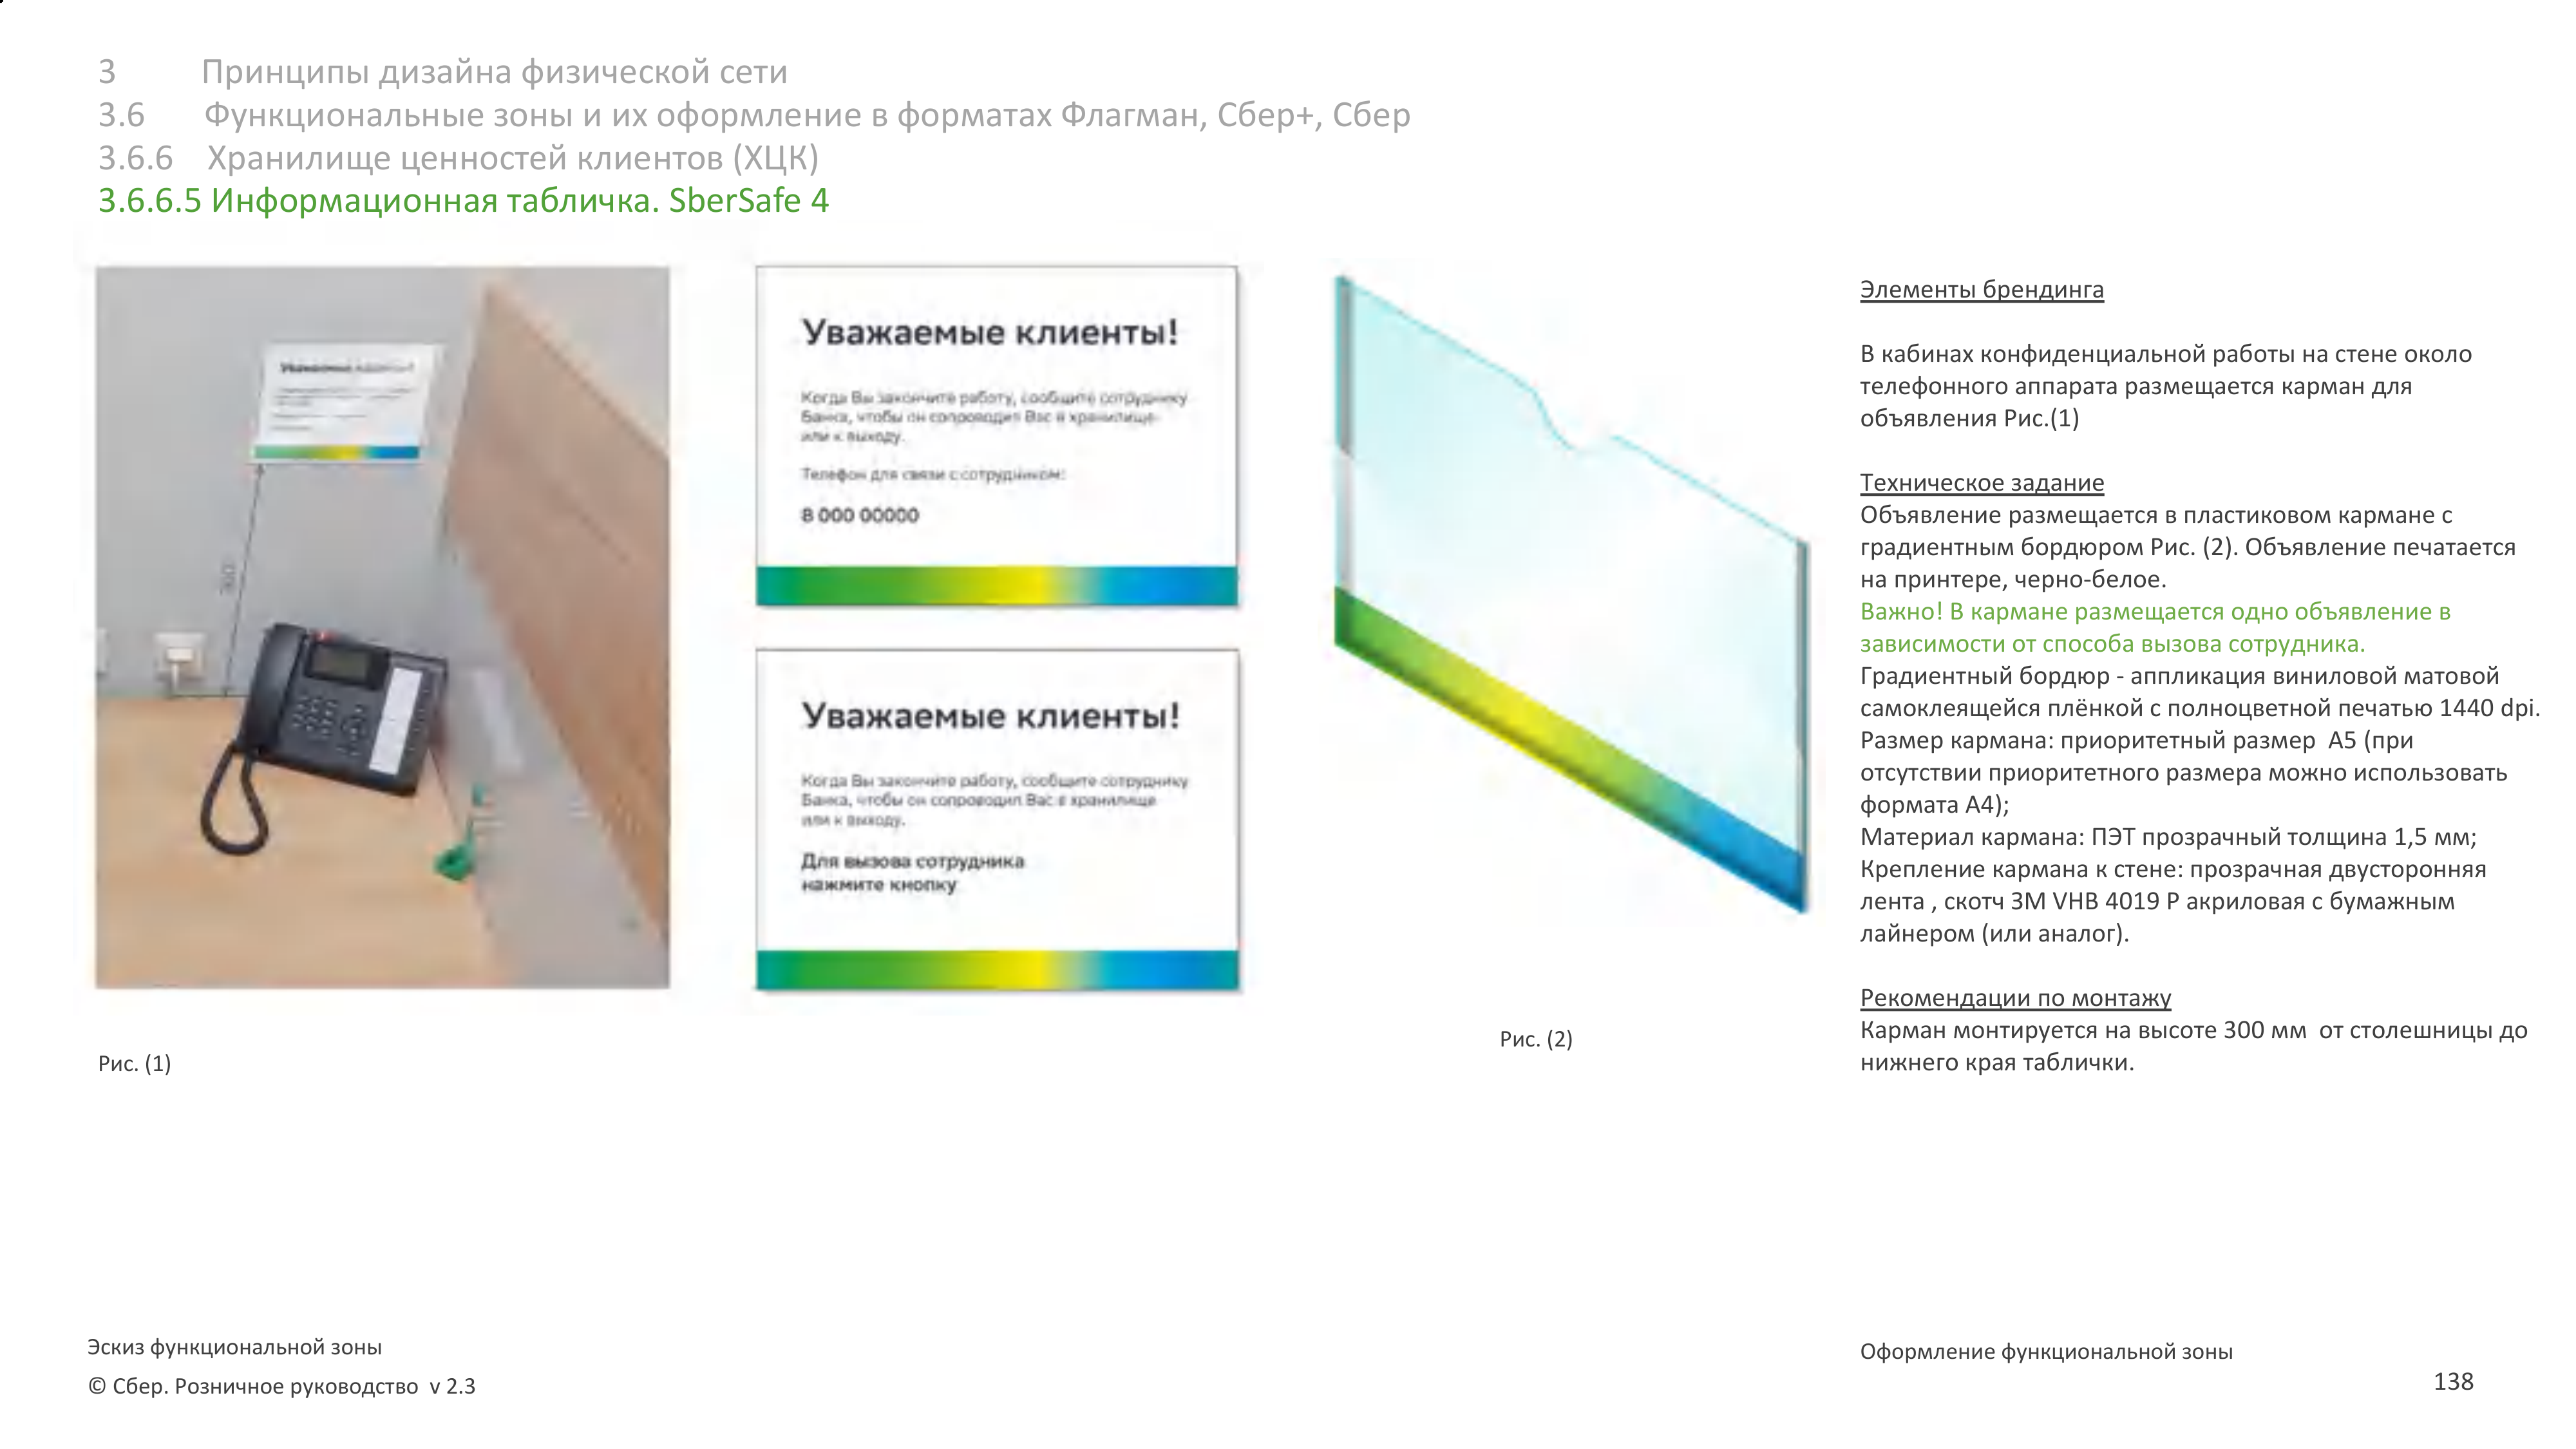 3 Принципы дизайна физической сети
3.6 Функциональные зоны и их оформление в форматах Флагман, Сбер+, Сбер
3.6.6 Хранилище ценностей клиентов (ХЦК)
3.6.6.5 Информационная табличка. SberSafe 4
Уважаемые клиенты!
300
Рис. (1)
Уважаемые клиенты!
Когда Вы закончите работу, сообщите сотруднику
Банка, чтобы он сопроводил Вас в хранилище
или к выходу.
Телефон для связи с сотрудником:
8 000 00000
Уважаемые клиенты!
Когда Вы закончите работу, сообщите сотруднику
Банка, чтобы он сопроводил Вас в хранилище
или к выходу.
Для вызова сотрудника
нажмите кнопку
Рис. (2)
Элементы брендинга
В кабинах конфиденциальной работы на стене около
телефонного аппарата размещается карман для
объявления Рис.(1)
Техническое задание
Объявление размещается в пластиковом кармане с
градиентным бордюром Рис. (2). Объявление печатается
на принтере, черно-белое.
Важно! В кармане размещается одно объявление в
зависимости от способа вызова сотрудника.
Градиентный бордюр - аппликация виниловой матовой
самоклеящейся плёнкой с полноцветной печатью 1440 dpi.
Размер кармана: приоритетный размер А5 (при
отсутствии приоритетного размера можно использовать
формата А4);
Материал кармана: ПЭТ прозрачный толщина 1,5 мм;
Крепление кармана к стене: прозрачная двусторонняя
лента , скотч 3М VHB 4019 P акриловая с бумажным
лайнером (или аналог).
Рекомендации по монтажу
Карман монтируется на высоте 300 мм от столешницы до
нижнего края таблички.
Эскиз функциональной зоны
© Сбер. Розничное руководство v 2.3
Оформление функциональной зоны
138